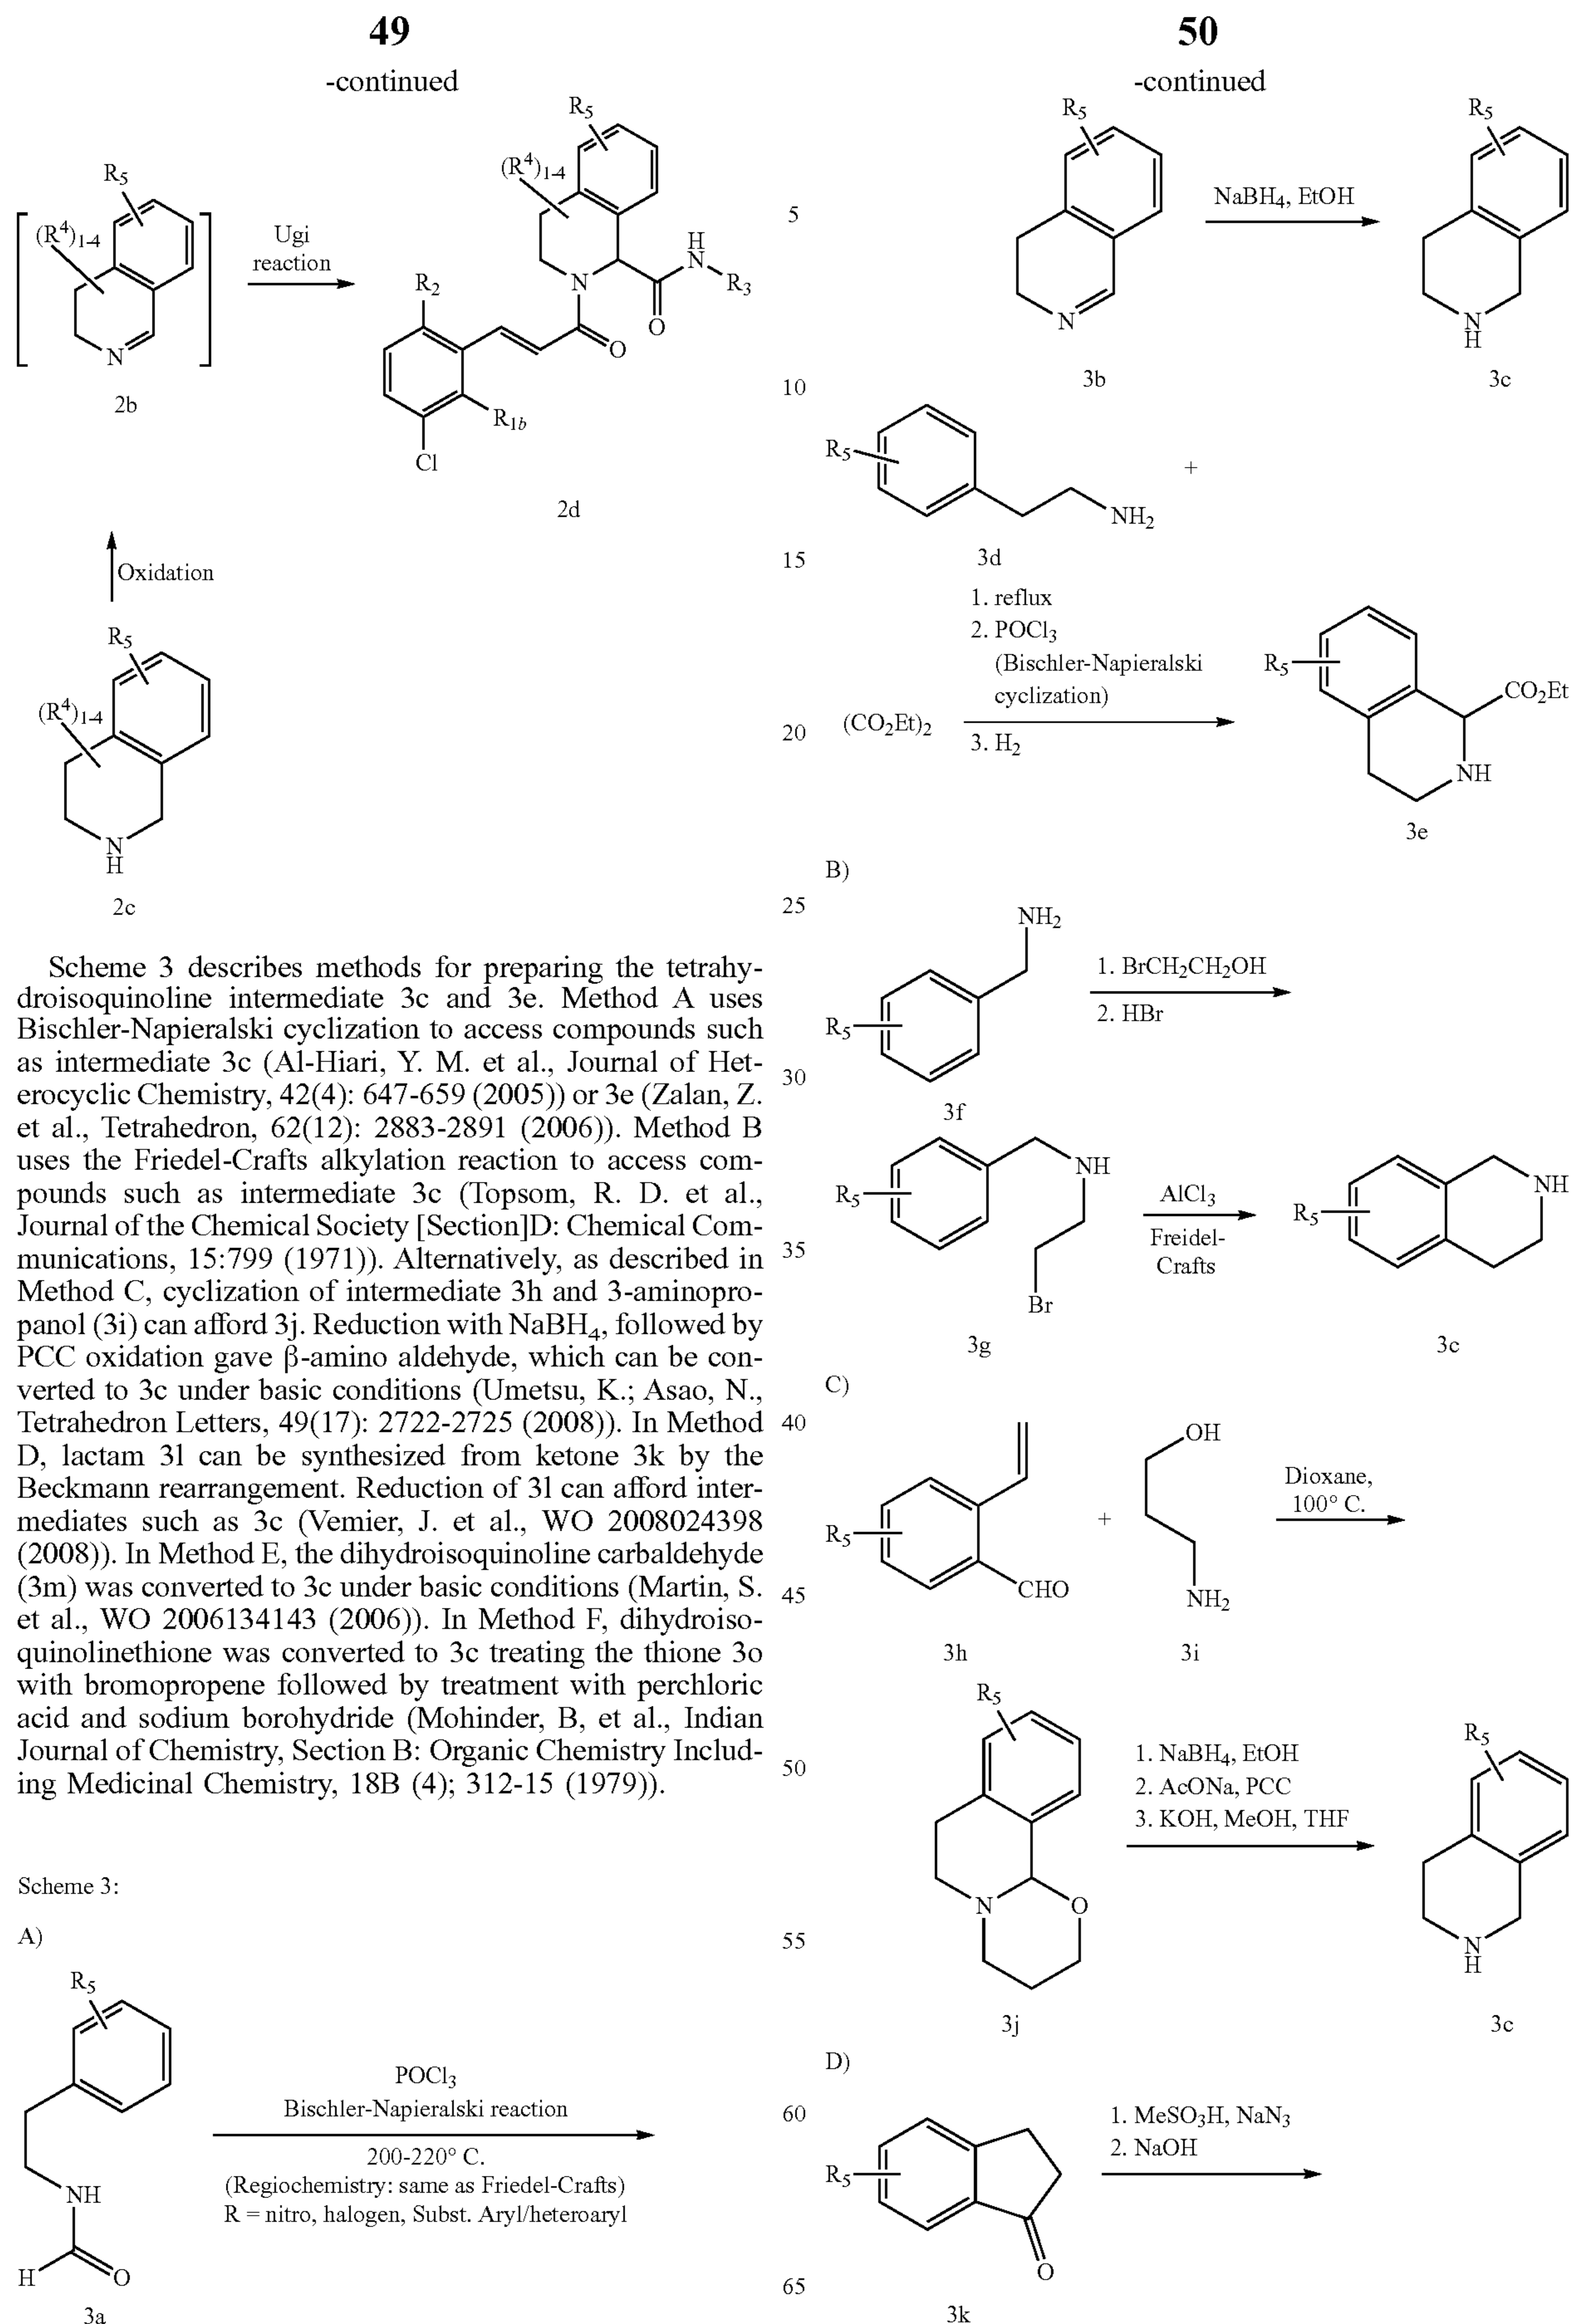 49
-continued
R5
(R4)1-4
N
2b
Ugi
reaction
R5
(R4)1-4
H
N
R3
O
N
O
R2
R1b
Cl
2d
Oxidation
R5
(R4)1-4
N
H
2c
Scheme 3 describes methods for preparing the tetrahy-
droisoquinoline intermediate 3c and 3e. Method A uses
Bischler-Napieralski cyclization to access compounds such
as intermediate 3c (Al-Hiari, Y. M. et al., Journal of Het-
erocyclic Chemistry, 42(4): 647-659 (2005)) or 3e (Zalan, Z.
et al., Tetrahedron, 62(12): 2883-2891 (2006)). Method B
uses the Friedel-Crafts alkylation reaction to access com-
pounds such as intermediate 3c (Topsom, R. D. et al.,
Journal of the Chemical Society [Section]D: Chemical Com-
munications, 15:799 (1971)). Alternatively, as described in
Method C, cyclization of intermediate 3h and 3-aminopro-
panol (3i) can afford 3j. Reduction with NaBH4, followed by
PCC oxidation gave β-amino aldehyde, which can be con-
verted to 3c under basic conditions (Umetsu, K.; Asao, N.,
Tetrahedron Letters, 49(17): 2722-2725 (2008)). In Method
D, lactam 3l can be synthesized from ketone 3k by the
Beckmann rearrangement. Reduction of 3l can afford inter-
mediates such as 3c (Vemier, J. et al., WO 2008024398
(2008)). In Method E, the dihydroisoquinoline carbaldehyde
(3m) was converted to 3c under basic conditions (Martin, S.
et al., WO 2006134143 (2006)). In Method F, dihydroiso-
quinolinethione was converted to 3c treating the thione 3o
with bromopropene followed by treatment with perchloric
acid and sodium borohydride (Mohinder, B, et al., Indian
Journal of Chemistry, Section B: Organic Chemistry Includ-
ing Medicinal Chemistry, 18B (4); 312-15 (1979)).
Scheme 3:
A)
R5
NH
H
O
3a
POCl3
Bischler-Napieralski reaction
200-220° C.
(Regiochemistry: same as Friedel-Crafts)
R = nitro, halogen, Subst. Aryl/heteroaryl
5
10
15
20
25
30
35
40
45
50
55
60
65
50
-continued
R5
N
3b
NaBH4, EtOH
R5
N
H
3c
R5
NH2
3d
+
(CO2Et)2
1. reflux
2. POCl3
(Bischler-Napieralski
cyclization)
3. H2
R5
CO2Et
NH
3e
B)
NH2
R5
3f
1. BrCH2CH2OH
2. HBr
R5
NH
Br
3g
AlCl3
Freidel-
Crafts
R5
NH
3c
C)
R5
CHO
3h
+
OH
NH2
3i
Dioxane,
100° C.
R5
N
O
3j
1. NaBH4, EtOH
2. AcONa, PCC
3. KOH, MeOH, THF
R5
N
H
3c
D)
R5
O
3k
1. MeSO3H, NaN3
2. NaOH